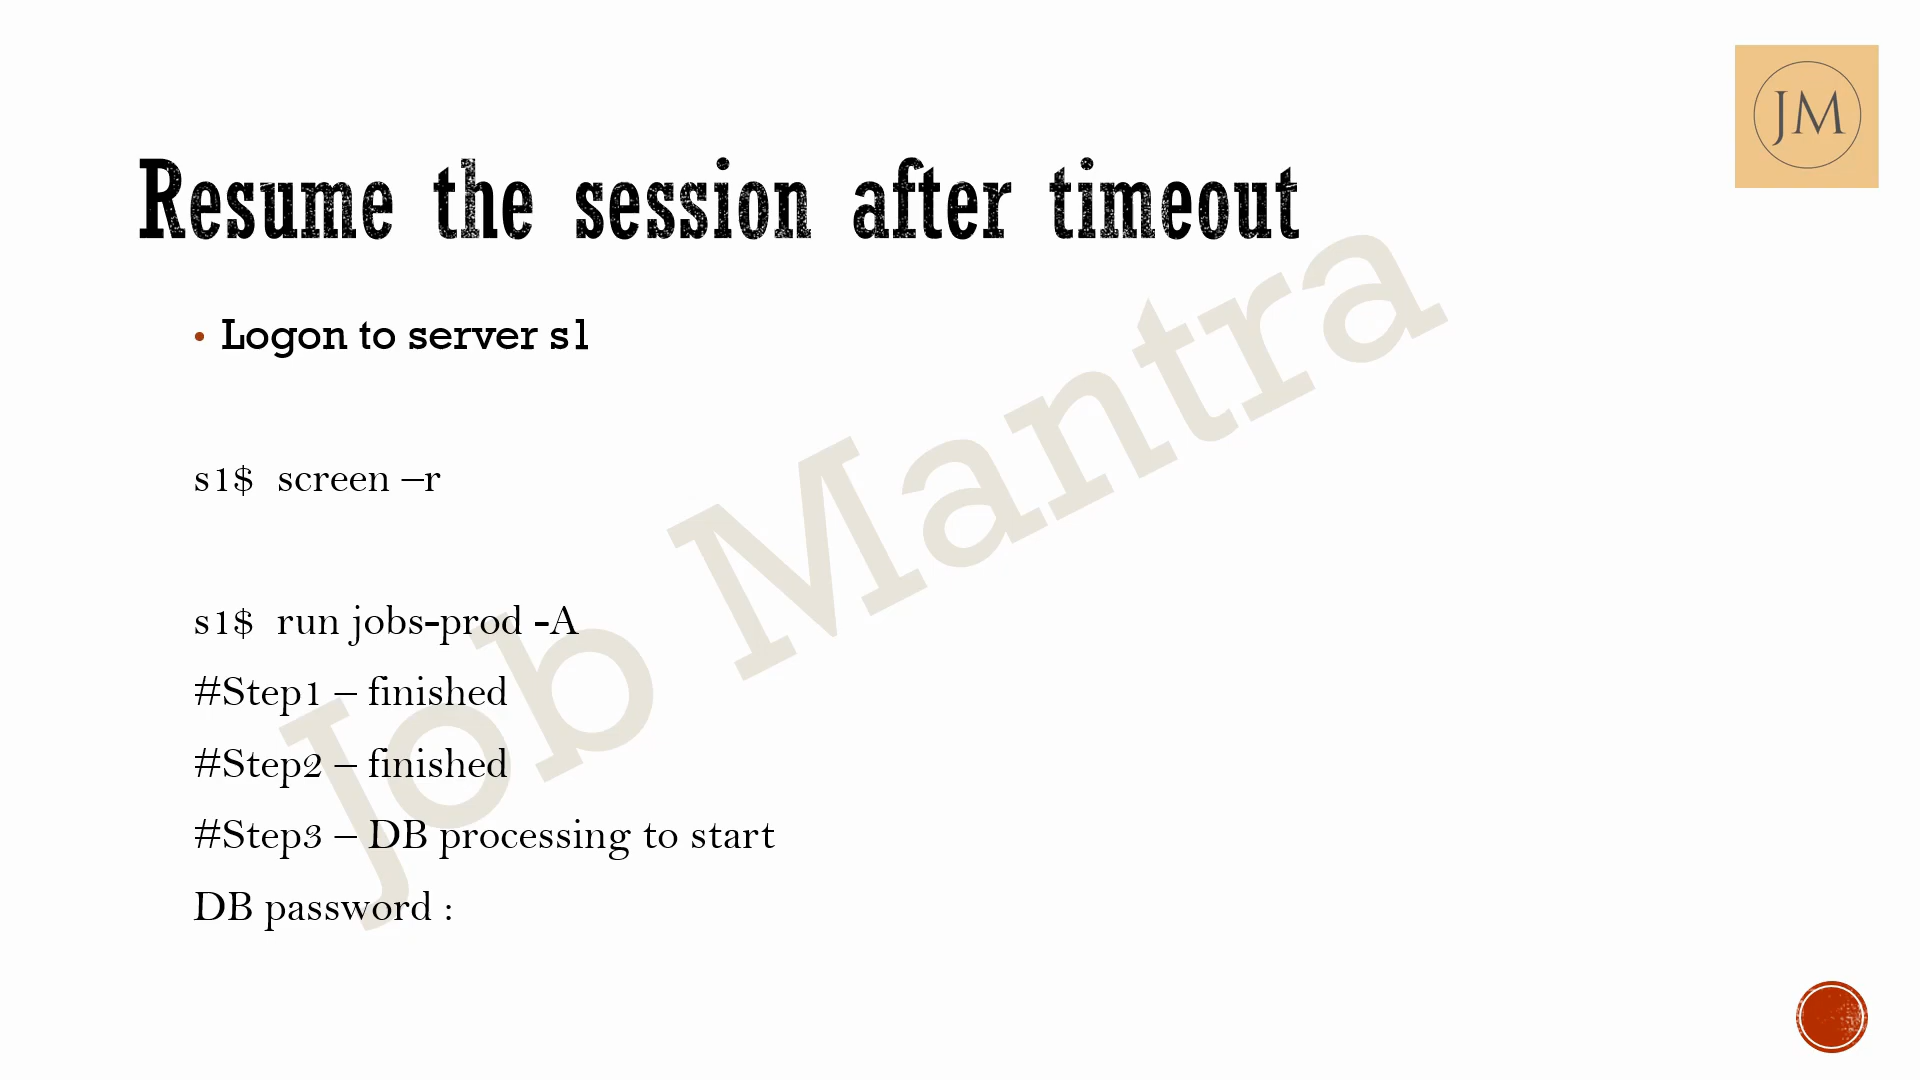 JM
Resume the session after timeout
• Logon to server s1
s1$ screen –r
s1$ run jobs-prod -A
#Step1 – finished
#Step2 – finished
#Step3 – DB processing to start
DB password :
Job Mantra